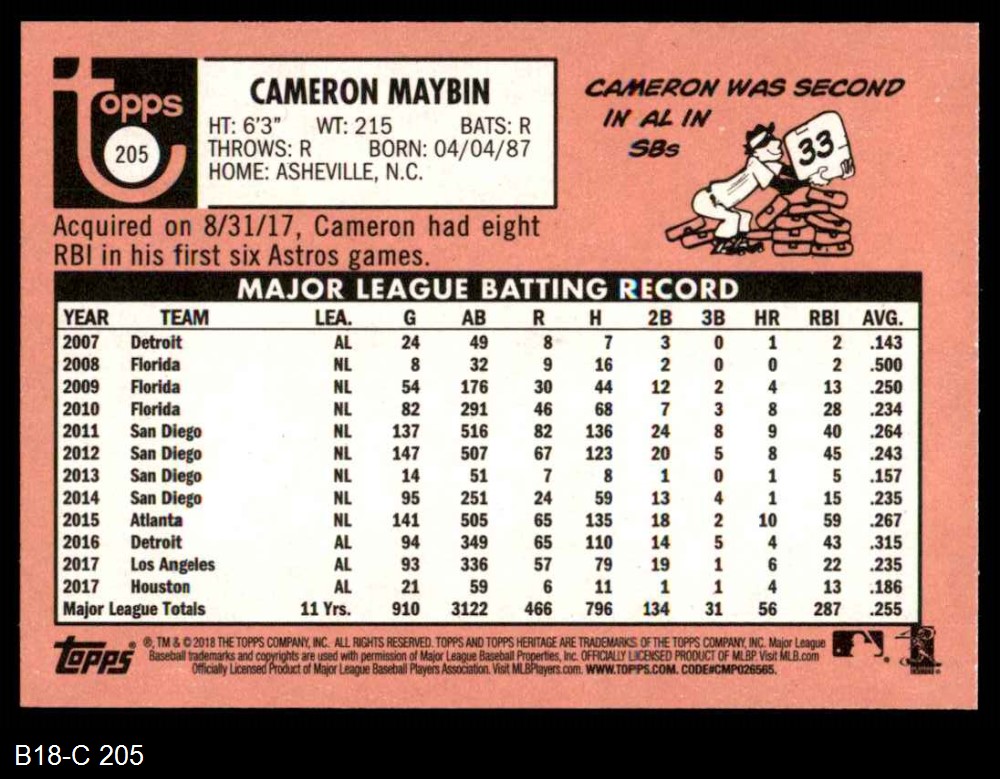 topps
205
CAMERON MAYBIN
HT: 6'3" WT: 215 BATS: R
THROWS: R BORN: 04/04/87
HOME: ASHEVILLE, N.C.
CAMERON WAS SECOND
IN AL IN
SBs
33
Acquired on 8/31/17, Cameron had eight
RBI in his first six Astros games.
MAJOR LEAGUE BATTING RECORD
YEAR TEAM LEA. G AB R H 2B 3B HR RBI AVG.
2007 Detroit AL 24 49 8 7 3 0 1 2 .143
2008 Florida NL 8 32 9 16 2 0 0 2 .500
2009 Florida NL 54 176 30 44 12 2 4 13 .250
2010 Florida NL 82 291 46 68 7 3 8 28 .234
2011 San Diego NL 137 516 82 136 24 8 9 40 .264
2012 San Diego NL 147 507 67 123 20 5 8 45 .243
2013 San Diego NL 14 51 7 8 1 0 1 5 .157
2014 San Diego NL 95 251 24 59 13 4 1 15 .235
2015 Atlanta NL 141 505 65 135 18 2 10 59 .267
2016 Detroit AL 94 349 65 110 14 5 4 43 .315
2017 Los Angeles AL 93 336 57 79 19 1 6 22 .235
2017 Houston AL 21 59 6 11 1 1 4 13 .186
Major League Totals 11 Yrs. 910 3122 466 796 134 31 56 287 .255
topps
®, TM & © 2018 THE TOPPS COMPANY, INC. ALL RIGHTS RESERVED. TOPPS AND TOPPS HERITAGE ARE TRADEMARKS OF THE TOPPS COMPANY, INC. Major League
Baseball trademarks and copyrights are used with permission of Major League Baseball Properties, Inc. OFFICIALLY LICENSED PRODUCT OF MLBP. Visit MLB.com
Officially Licensed Product of Major League Baseball Players Association. Visit MLBPlayers.com. WWW.TOPPS.COM. CODE#CMP026565.
B18-C 205